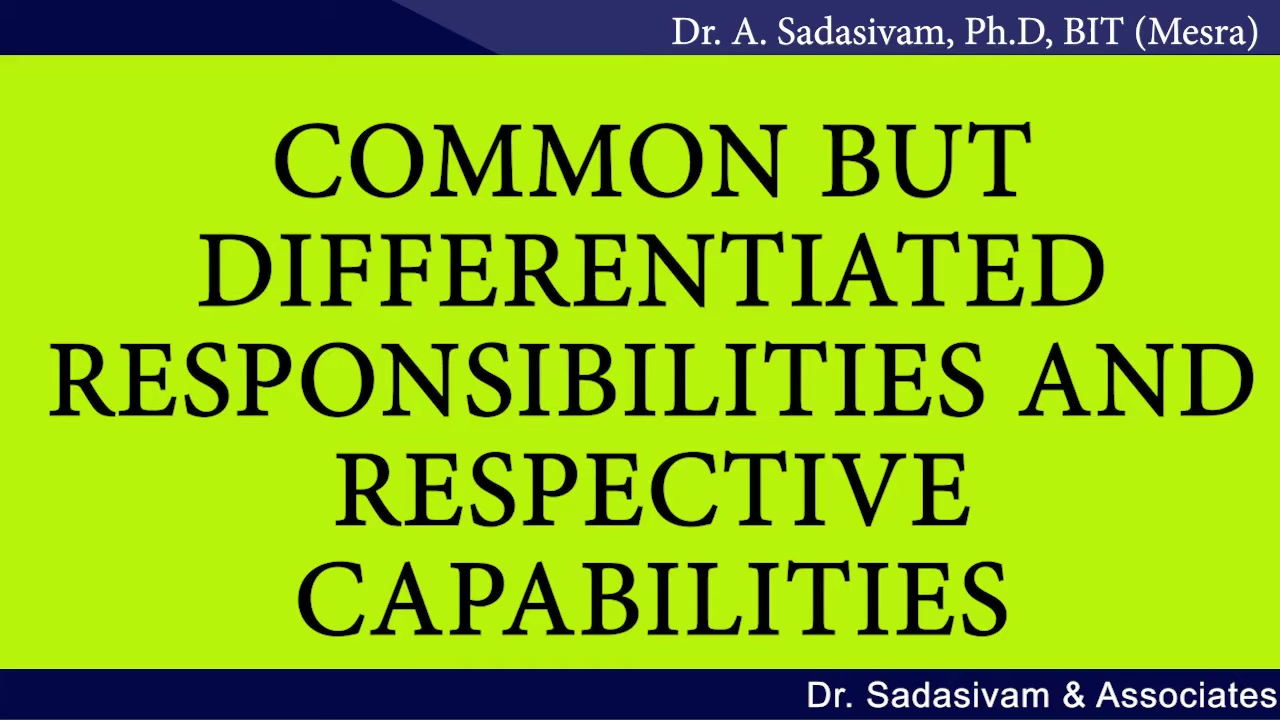 Dr. A. Sadasivam, Ph.D, BIT (Mesra)
COMMON BUT
DIFFERENTIATED
RESPONSIBILITIES AND
RESPECTIVE
CAPABILITIES
Dr. Sadasivam & Associates